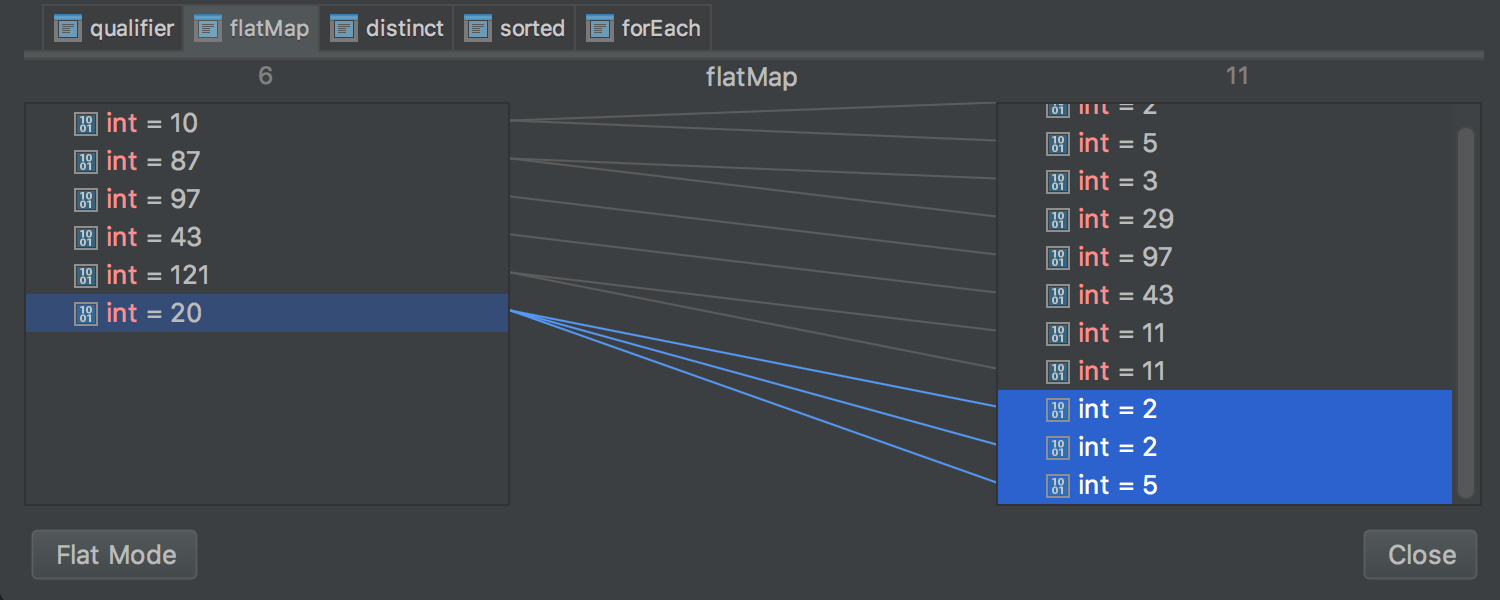 qualifier flatMap distinct sorted forEach
6 flatMap 11
int = 10
int = 87
int = 97
int = 43
int = 121
int = 20
int = 2
int = 5
int = 3
int = 29
int = 97
int = 43
int = 11
int = 11
int = 2
int = 2
int = 5
Flat Mode Close